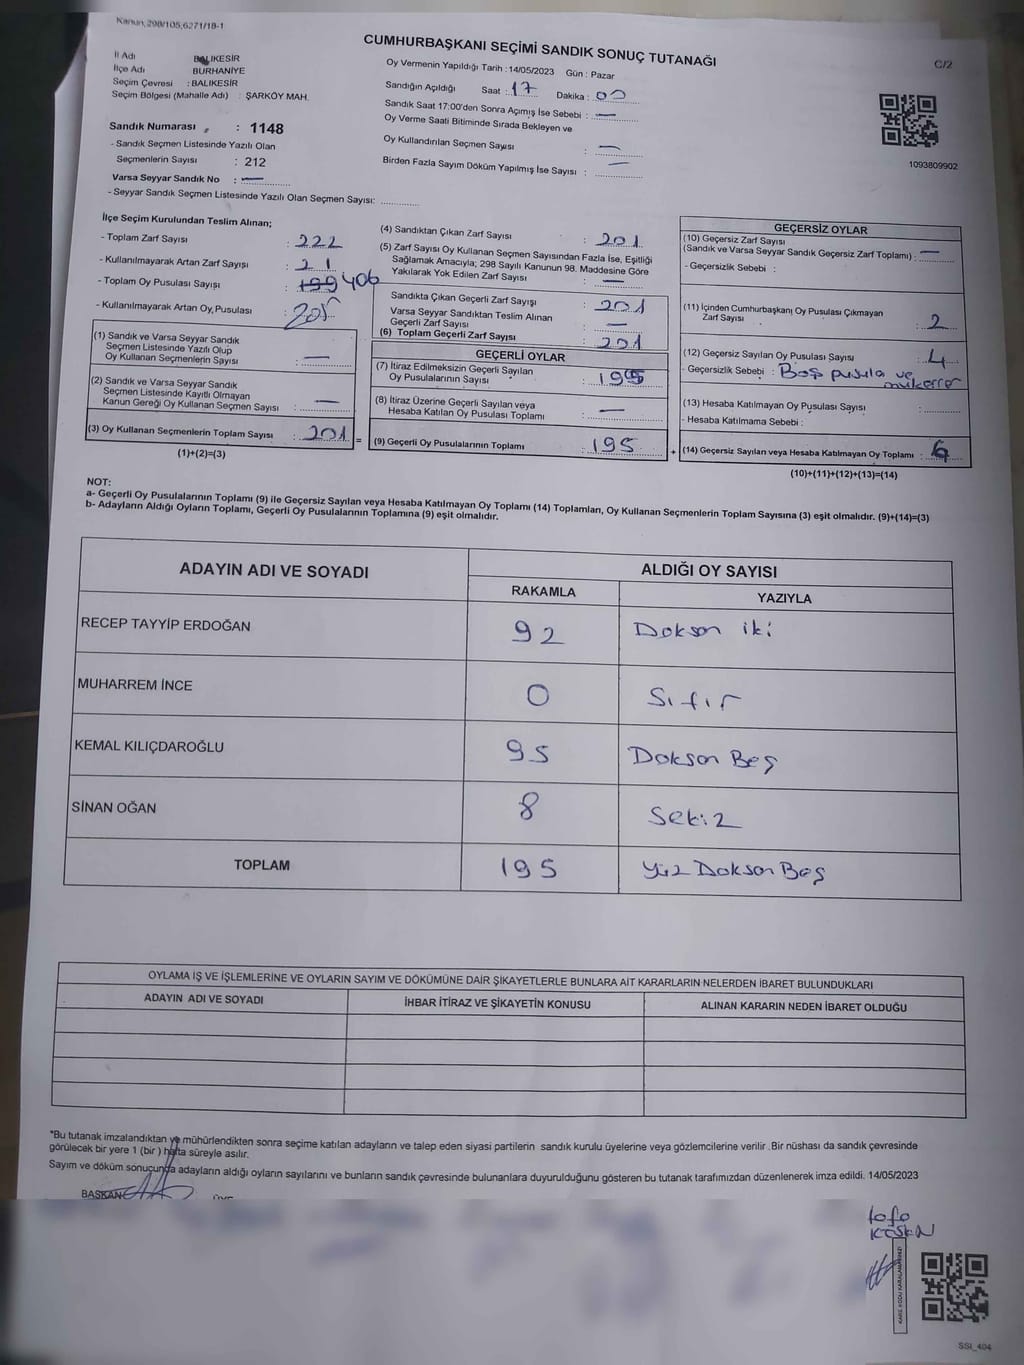 Kanun, 298/105,6271/18-1
CUMHURBAŞKANI SEÇİMİ SANDIK SONUÇ TUTANAĞI
C/2
İl Adı BALIKESİR
İlçe Adı BURHANİYE
Seçim Çevresi : BALIKESİR
Seçim Bölgesi (Mahalle Adı) : ŞARKÖY MAH.
Sandık Numarası : 1148
- Sandık Seçmen Listesinde Yazılı Olan
Seçmenlerin Sayısı : 212
Varsa Seyyar Sandık No : —
- Seyyar Sandık Seçmen Listesinde Yazılı Olan Seçmen Sayısı:
Oy Vermenin Yapıldığı Tarih : 14/05/2023 Gün : Pazar
Sandığın Açıldığı Saat : 17 Dakika : 00
Sandık Saat 17:00'den Sonra Açımış İse Sebebi : —
Oy Verme Saati Bitiminde Sırada Bekleyen ve
Oy Kullandırılan Seçmen Sayısı : —
Birden Fazla Sayım Döküm Yapılmış İse Sayısı : —
1093809902
İlçe Seçim Kurulundan Teslim Alınan;
- Toplam Zarf Sayısı : 222
- Kullanılmayarak Artan Zarf Sayısı : 21
- Toplam Oy Pusulası Sayısı : 199 406
- Kullanılmayarak Artan Oy, Pusulası : 205
(1) Sandık ve Varsa Seyyar Sandık
Seçmen Listesinde Yazılı Olup
Oy Kullanan Seçmenlerin Sayısı : —
(2) Sandık ve Varsa Seyyar Sandık
Seçmen Listesinde Kayıtlı Olmayan
Kanun Gereği Oy Kullanan Seçmen Sayısı : —
(3) Oy Kullanan Seçmenlerin Toplam Sayısı : 201 =
(1)+(2)=(3)
(4) Sandıktan Çıkan Zarf Sayısı : 201
(5) Zarf Sayısı Oy Kullanan Seçmen Sayısından Fazla İse, Eşitliği
Sağlamak Amacıyla; 298 Sayılı Kanunun 98. Maddesine Göre
Yakılarak Yok Edilen Zarf Sayısı : —
Sandıkta Çıkan Geçerli Zarf Sayısı : 201
Varsa Seyyar Sandıktan Teslim Alınan
Geçerli Zarf Sayısı : —
(6) Toplam Geçerli Zarf Sayısı : 201
GEÇERLİ OYLAR
(7) İtiraz Edilmeksizin Geçerli Sayılan
Oy Pusulalarının Sayısı : 195
(8) İtiraz Üzerine Geçerli Sayılan veya
Hesaba Katılan Oy Pusulası Toplamı : —
(9) Geçerli Oy Pusulalarının Toplamı : 195 +
GEÇERSİZ OYLAR
(10) Geçersiz Zarf Sayısı
(Sandık ve Varsa Seyyar Sandık Geçersiz Zarf Toplamı) : —
- Geçersizlik Sebebi :
(11) İçinden Cumhurbaşkanı Oy Pusulası Çıkmayan
Zarf Sayısı : 2
(12) Geçersiz Sayılan Oy Pusulası Sayısı : 4
- Geçersizlik Sebebi : Boş pusula ve
mükerrer
(13) Hesaba Katılmayan Oy Pusulası Sayısı :
- Hesaba Katılmama Sebebi :
(14) Geçersiz Sayılan veya Hesaba Katılmayan Oy Toplamı : 6
(10)+(11)+(12)+(13)=(14)
NOT:
a- Geçerli Oy Pusulalarının Toplamı (9) ile Geçersiz Sayılan veya Hesaba Katılmayan Oy Toplamı (14) Toplamları, Oy Kullanan Seçmenlerin Toplam Sayısına (3) eşit olmalıdır. (9)+(14)=(3)
b- Adayların Aldığı Oyların Toplamı, Geçerli Oy Pusulalarının Toplamına (9) eşit olmalıdır.
ADAYIN ADI VE SOYADI ALDIĞI OY SAYISI
RAKAMLA YAZIYLA
RECEP TAYYİP ERDOĞAN 92 Dokson iki
MUHARREM İNCE 0 Sıfır
KEMAL KILIÇDAROĞLU 95 Dokson Beş
SİNAN OĞAN 8 Sekiz
TOPLAM 195 Yüz Dokson Beş
OYLAMA İŞ VE İŞLEMLERİNE VE OYLARIN SAYIM VE DÖKÜMÜNE DAİR ŞİKAYETLERLE BUNLARA AİT KARARLARIN NELERDEN İBARET BULUNDUKLARI
ADAYIN ADI VE SOYADI İHBAR İTİRAZ VE ŞİKAYETİN KONUSU ALINAN KARARIN NEDEN İBARET OLDUĞU
*Bu tutanak imzalandıktan ve mühürlendikten sonra seçime katılan adayların ve talep eden siyasi partilerin sandık kurulu üyelerine veya gözlemcilerine verilir .Bir nüshası da sandık çevresinde
görülecek bir yere 1 (bir ) hafta süreyle asılır.
Sayım ve döküm sonucunda adayların aldığı oyların sayılarını ve bunların sandık çevresinde bulunanlara duyurulduğunu gösteren bu tutanak tarafımızdan düzenlenerek imza edildi. 14/05/2023
BAŞKAN
KARE KODU KARALAMAYINIZ!
SSI_404